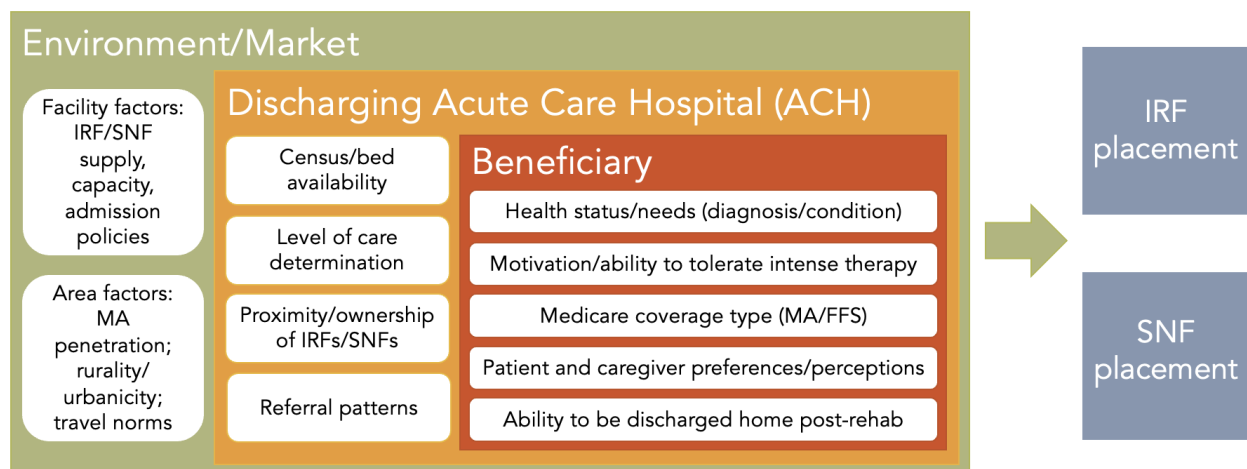 Environment/Market
Facility factors:
IRF/SNF
supply,
capacity,
admission
policies
Area factors:
MA
penetration;
rurality/
urbanicity;
travel norms
Discharging Acute Care Hospital (ACH)
Census/bed
availability
Level of care
determination
Proximity/ownership
of IRFs/SNFs
Referral patterns
Beneficiary
Health status/needs (diagnosis/condition)
Motivation/ability to tolerate intense therapy
Medicare coverage type (MA/FFS)
Patient and caregiver preferences/perceptions
Ability to be discharged home post-rehab
IRF
placement
SNF
placement